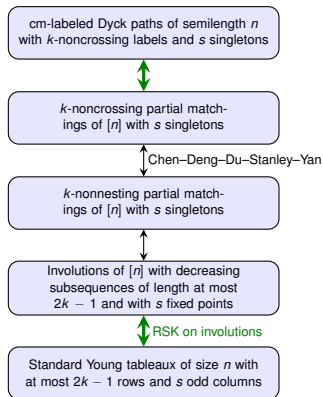 cm-labeled Dyck paths of semilength n
with k-noncrossing labels and s singletons
k-noncrossing partial match-
ings of [n] with s singletons
Chen–Deng–Du–Stanley–Yan
k-nonnesting partial match-
ings of [n] with s singletons
Involutions of [n] with decreasing
subsequences of length at most
2k − 1 and with s fixed points
RSK on involutions
Standard Young tableaux of size n with
at most 2k − 1 rows and s odd columns